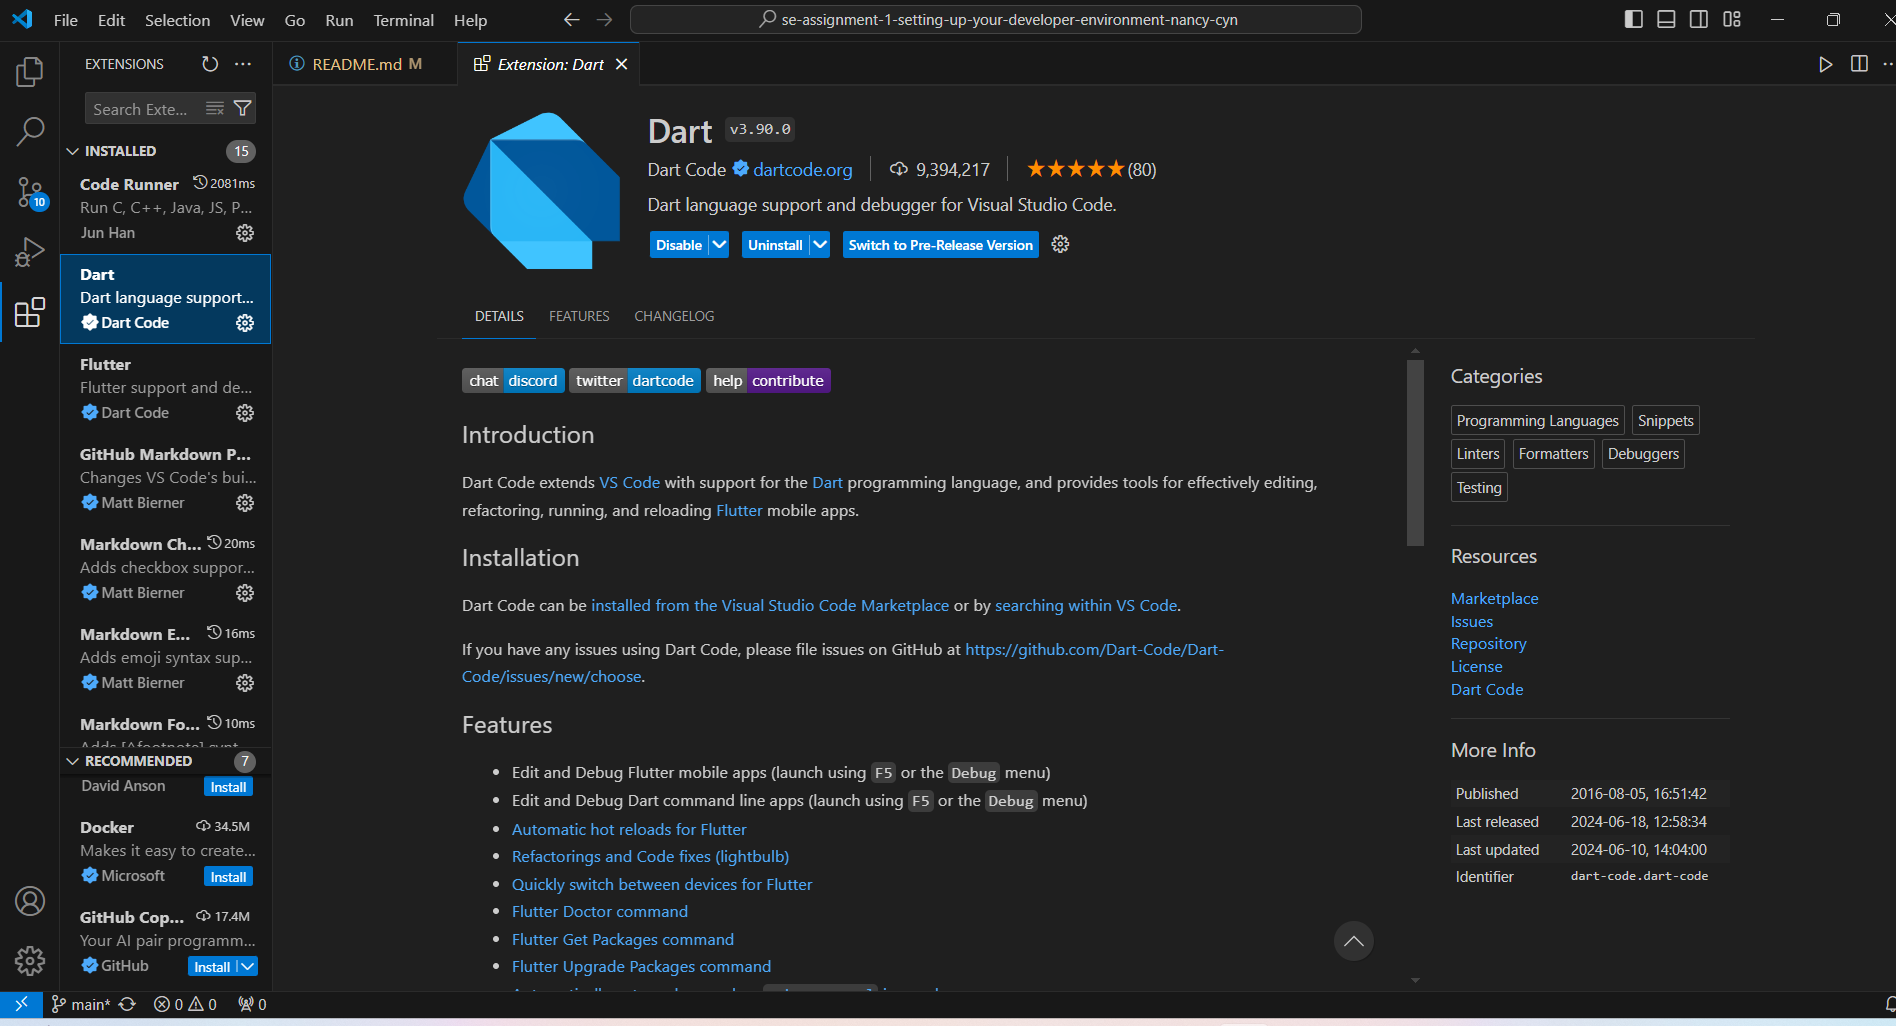 File Edit Selection View Go Run Terminal Help
se-assignment-1-setting-up-your-developer-environment-nancy-cyn
EXTENSIONS
Search Exte...
INSTALLED 15
Code Runner 2081ms
Run C, C++, Java, JS, P...
Jun Han
10
Dart
Dart language support...
Dart Code
Flutter
Flutter support and de...
Dart Code
GitHub Markdown P...
Changes VS Code's bui...
Matt Bierner
Markdown Ch... 20ms
Adds checkbox suppor...
Matt Bierner
Markdown E... 16ms
Adds emoji syntax sup...
Matt Bierner
Markdown Fo... 10ms
Adds [^footnote] synt...
RECOMMENDED 7
David Anson Install
Docker 34.5M
Makes it easy to create...
Microsoft Install
GitHub Cop... 17.4M
Your AI pair programm...
GitHub Install
README.md M
Extension: Dart
Dart v3.90.0
Dart Code dartcode.org 9,394,217 (80)
Dart language support and debugger for Visual Studio Code.
Disable Uninstall Switch to Pre-Release Version
DETAILS FEATURES CHANGELOG
chat discord twitter dartcode help contribute
Introduction
Dart Code extends VS Code with support for the Dart programming language, and provides tools for effectively editing,
refactoring, running, and reloading Flutter mobile apps.
Installation
Dart Code can be installed from the Visual Studio Code Marketplace or by searching within VS Code.
If you have any issues using Dart Code, please file issues on GitHub at https://github.com/Dart-Code/Dart-
Code/issues/new/choose.
Features
• Edit and Debug Flutter mobile apps (launch using F5 or the Debug menu)
• Edit and Debug Dart command line apps (launch using F5 or the Debug menu)
• Automatic hot reloads for Flutter
• Refactorings and Code fixes (lightbulb)
• Quickly switch between devices for Flutter
• Flutter Doctor command
• Flutter Get Packages command
• Flutter Upgrade Packages command
Categories
Programming Languages Snippets
Linters Formatters Debuggers
Testing
Resources
Marketplace
Issues
Repository
License
Dart Code
More Info
Published 2016-08-05, 16:51:42
Last released 2024-06-18, 12:58:34
Last updated 2024-06-10, 14:04:00
Identifier dart-code.dart-code
main* 0 0 0